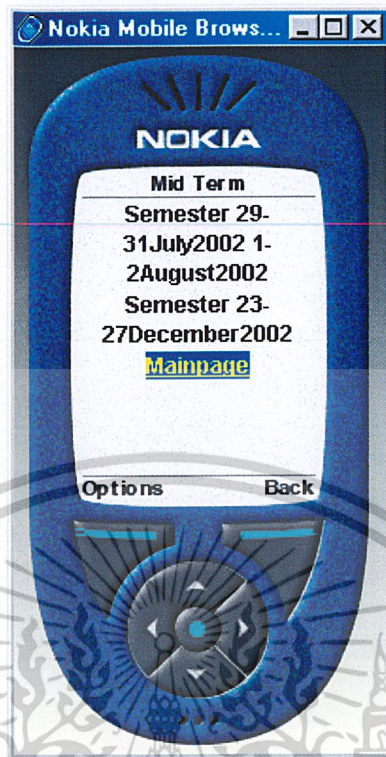 Nokia Mobile Brows...
NOKIA
Mid Term
Semester 29-
31July2002 1-
2August2002
Semester 23-
27December2002
Mainpage
Options Back